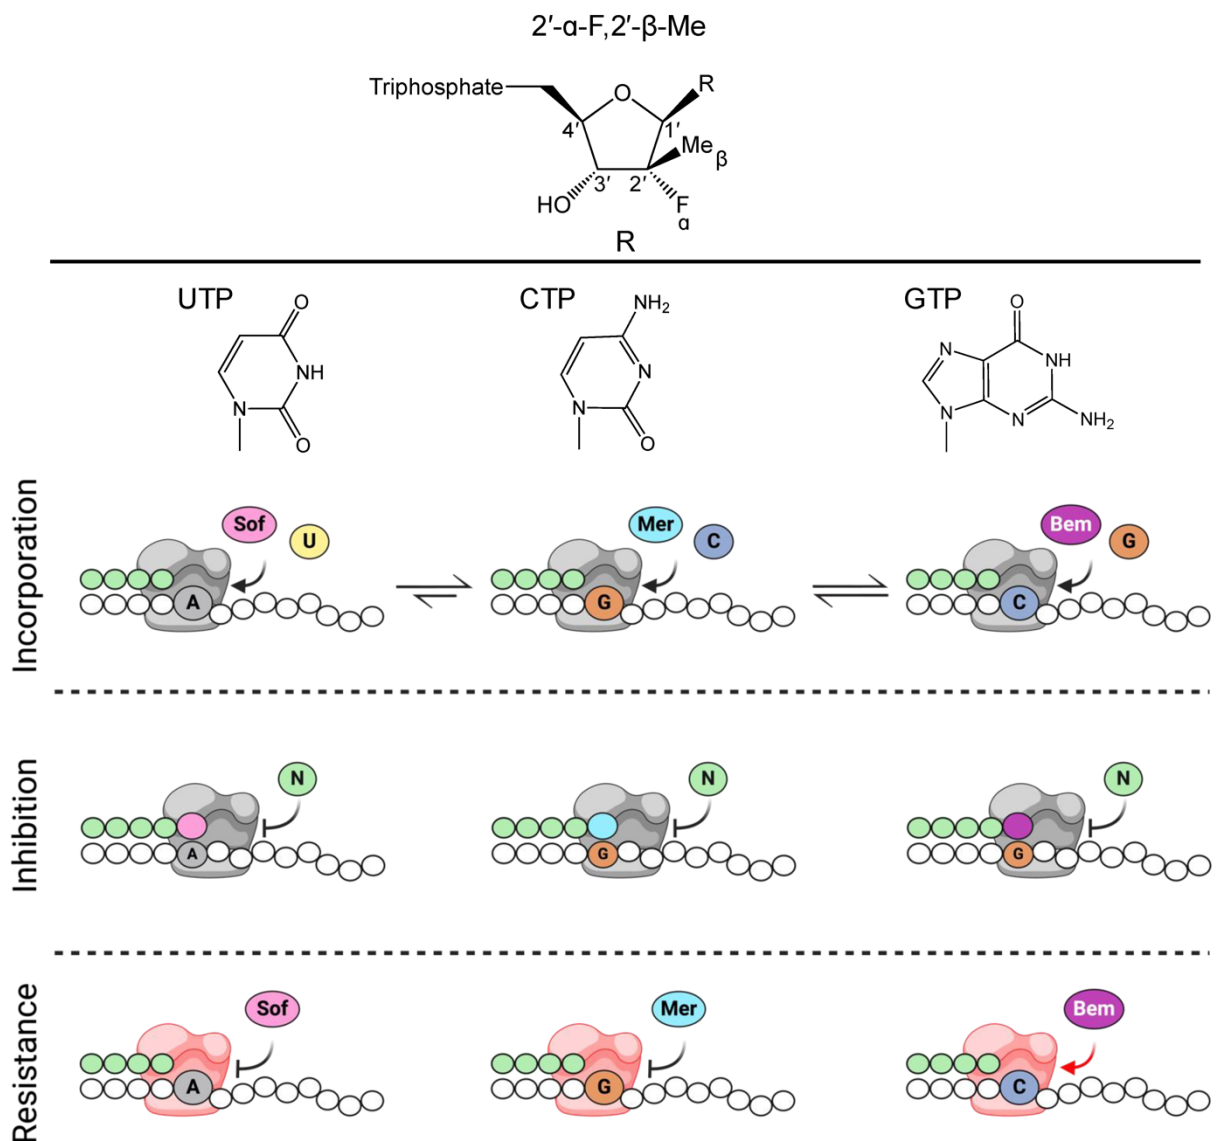 2′-ɑ-F,2′-β-Me
Triphosphate
O
R
4′
1′
Me
β
3′
2′
HO
F
ɑ
R
UTP
CTP
GTP
O
NH
N
O
NH₂
N
N
O
O
N
NH
N
N
NH₂
Incorporation
Sof
U
A
Mer
C
G
Bem
G
C
Inhibition
N
A
N
G
N
G
Resistance
Sof
A
Mer
G
Bem
C